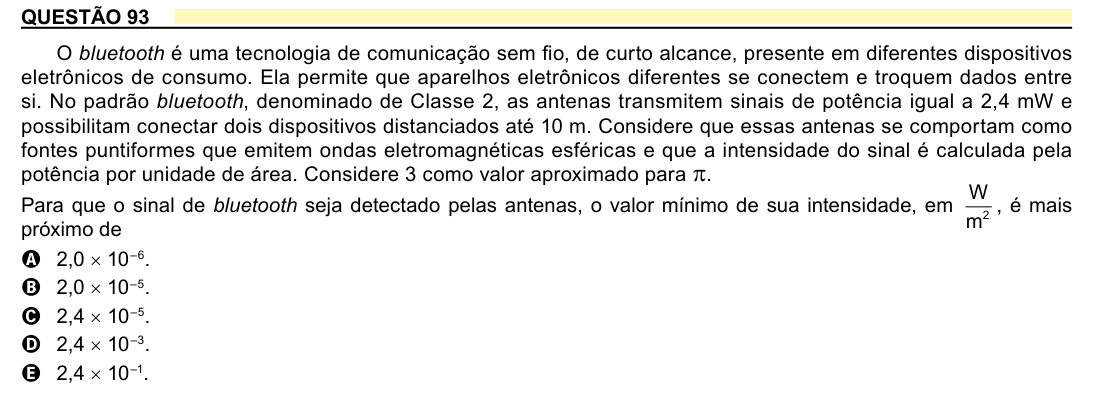 QUESTÃO 93
O bluetooth é uma tecnologia de comunicação sem fio, de curto alcance, presente em diferentes dispositivos
eletrônicos de consumo. Ela permite que aparelhos eletrônicos diferentes se conectem e troquem dados entre
si. No padrão bluetooth, denominado de Classe 2, as antenas transmitem sinais de potência igual a 2,4 mW e
possibilitam conectar dois dispositivos distanciados até 10 m. Considere que essas antenas se comportam como
fontes puntiformes que emitem ondas eletromagnéticas esféricas e que a intensidade do sinal é calculada pela
potência por unidade de área. Considere 3 como valor aproximado para π.
Para que o sinal de bluetooth seja detectado pelas antenas, o valor mínimo de sua intensidade, em W/m², é mais
próximo de
A 2,0 × 10⁻⁶.
B 2,0 × 10⁻⁵.
C 2,4 × 10⁻⁵.
D 2,4 × 10⁻³.
E 2,4 × 10⁻¹.